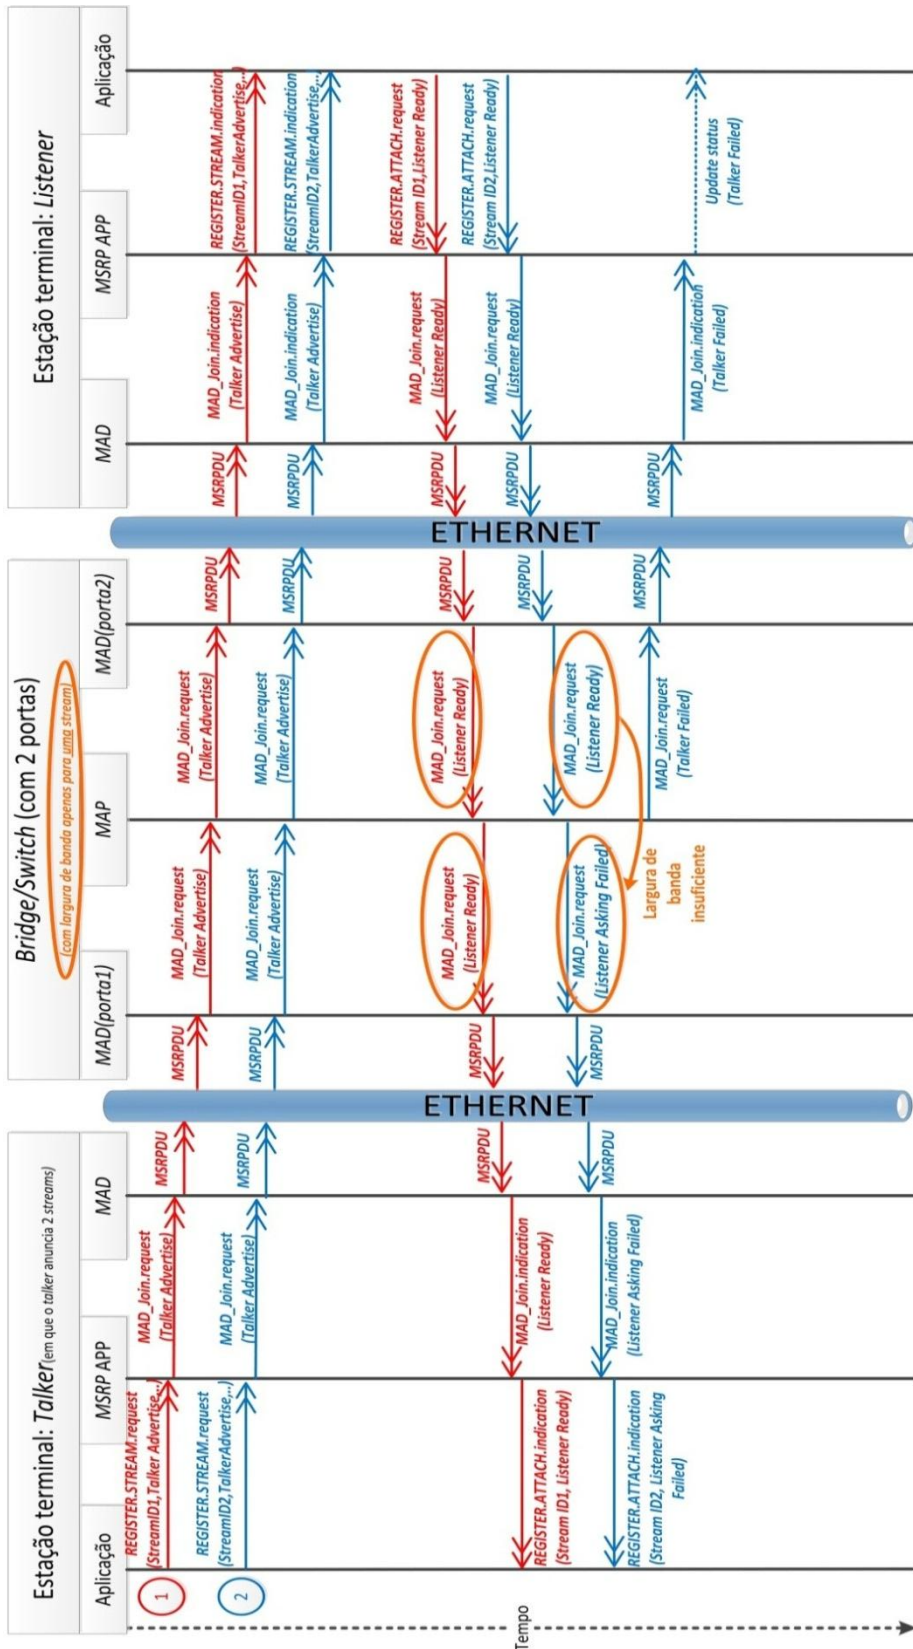 Estação terminal: Talker(em que o talker anuncia 2 streams)
Bridge/Switch (com 2 portas)
(com largura de banda apenas para uma stream)
Estação terminal: Listener
Aplicação
MSRP APP
MAD
MAD(porta1)
MAP
MAD(porta2)
MAD
MSRP APP
Aplicação
Tempo
ETHERNET
ETHERNET
1
REGISTER.STREAM.request
(StreamID1,Talker Advertise,..)
MAD_Join.request
(Talker Advertise)
MSRPDU
MSRPDU
MAD_Join.request
(Talker Advertise)
MAD_Join.request
(Talker Advertise)
MSRPDU
MSRPDU
MAD_Join.indication
(Talker Advertise)
REGISTER.STREAM.indication
(StreamID1,TalkerAdvertise,..)
2
REGISTER.STREAM.request
(StreamID2,TalkerAdvertise,..)
MAD_Join.request
(Talker Advertise)
MSRPDU
MSRPDU
MAD_Join.request
(Talker Advertise)
MAD_Join.request
(Talker Advertise)
MSRPDU
MSRPDU
MAD_Join.indication
(Talker Advertise)
REGISTER.STREAM.indication
(StreamID2,TalkerAdvertise,..)
REGISTER.ATTACH.request
(Stream ID1,Listener Ready)
MAD_Join.request
(Listener Ready)
MSRPDU
MSRPDU
MAD_Join.request
(Listener Ready)
MAD_Join.request
(Listener Ready)
MSRPDU
MSRPDU
MAD_Join.indication
(Listener Ready)
REGISTER.ATTACH.indication
(Stream ID1, Listener Ready)
REGISTER.ATTACH.request
(Stream ID2,Listener Ready)
MAD_Join.request
(Listener Ready)
MSRPDU
MSRPDU
MAD_Join.request
(Listener Ready)
MAD_Join.request
(Listener Asking Failed)
MSRPDU
MSRPDU
MAD_Join.indication
(Listener Asking Failed)
REGISTER.ATTACH.indication
(Stream ID2, Listener Asking
Failed)
Largura de
banda
insuficiente
MAD_Join.request
(Talker Failed)
MSRPDU
MSRPDU
MAD_Join.indication
(Talker Failed)
Update status
(Talker Failed)